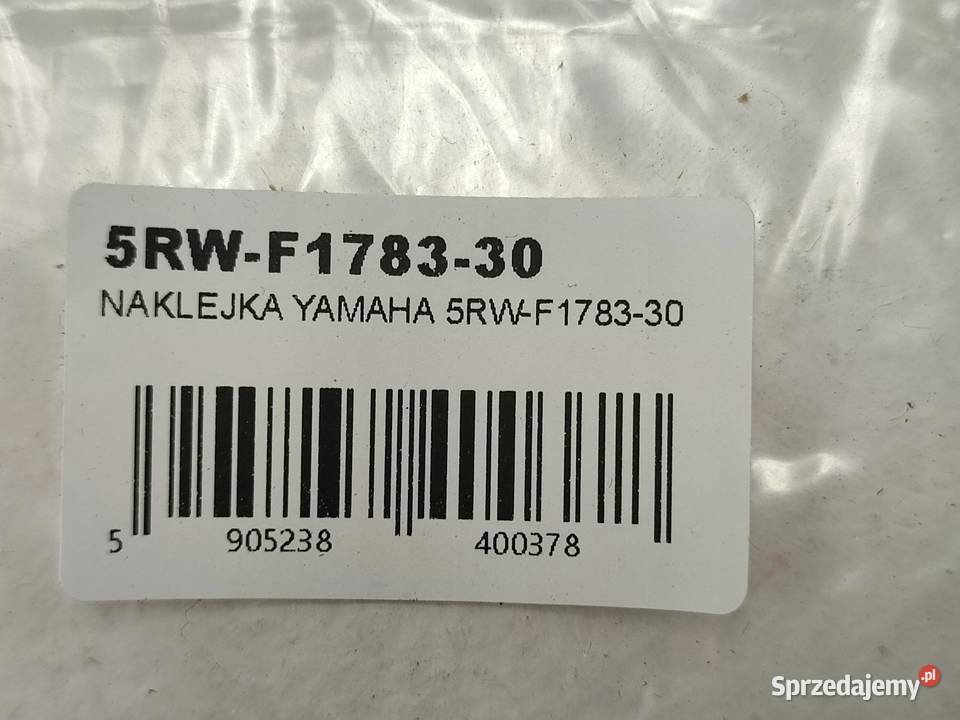 5RW-F1783-30
NAKLEJKA YAMAHA 5RW-F1783-30
5 905238 400378
Sprzedajemy.pl